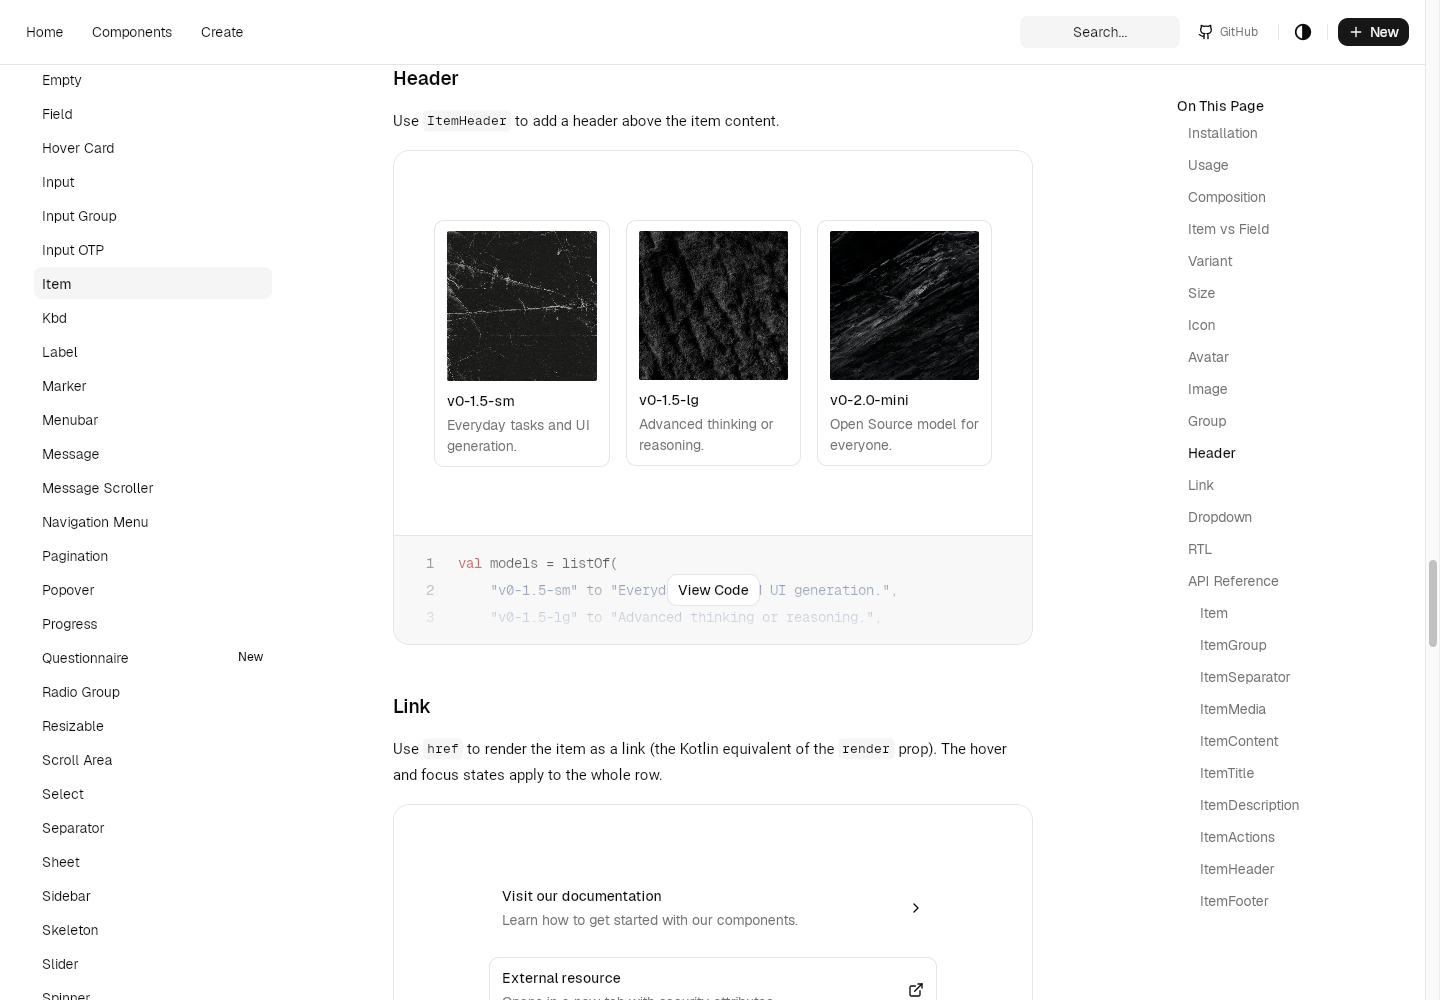 Home Components Create Search... GitHub New
Empty
Field
Hover Card
Input
Input Group
Input OTP
Item
Kbd
Label
Marker
Menubar
Message
Message Scroller
Navigation Menu
Pagination
Popover
Progress
Questionnaire New
Radio Group
Resizable
Scroll Area
Select
Separator
Sheet
Sidebar
Skeleton
Slider
Spinner
Header
Use ItemHeader to add a header above the item content.
v0-1.5-sm
Everyday tasks and UI
generation.
v0-1.5-lg
Advanced thinking or
reasoning.
v0-2.0-mini
Open Source model for
everyone.
1 val models = listOf(
2 "v0-1.5-sm" to "Everyd UI generation.",
View Code
3 "v0-1.5-lg" to "Advanced thinking or reasoning.",
Link
Use href to render the item as a link (the Kotlin equivalent of the render prop). The hover
and focus states apply to the whole row.
Visit our documentation
Learn how to get started with our components.
External resource
Opens in a new tab with security attributes.
On This Page
Installation
Usage
Composition
Item vs Field
Variant
Size
Icon
Avatar
Image
Group
Header
Link
Dropdown
RTL
API Reference
Item
ItemGroup
ItemSeparator
ItemMedia
ItemContent
ItemTitle
ItemDescription
ItemActions
ItemHeader
ItemFooter